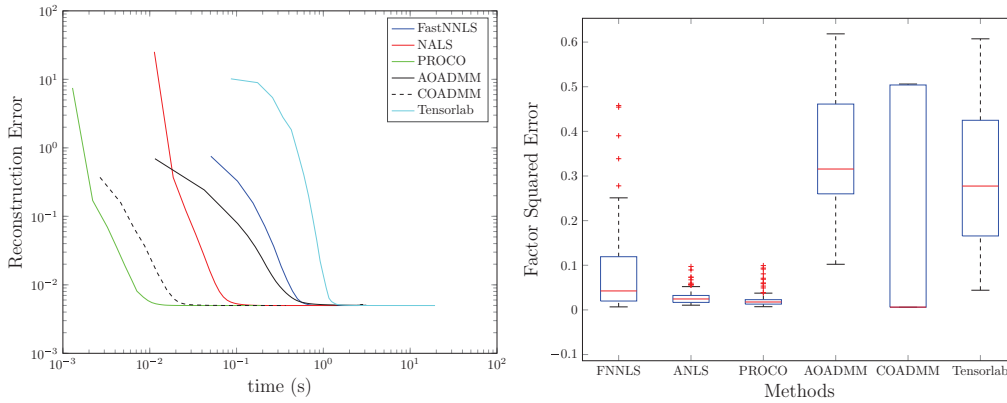 10^2
10^1
10^0
10^-1
10^-2
10^-3
Reconstruction Error
10^-3
10^-2
10^-1
10^0
10^1
10^2
time (s)
FastNNLS
NALS
PROCO
AOADMM
COADMM
Tensorlab
0.6
0.5
0.4
0.3
0.2
0.1
0
-0.1
Factor Squared Error
FNNLS
ANLS
PROCO
AOADMM
COADMM
Tensorlab
Methods